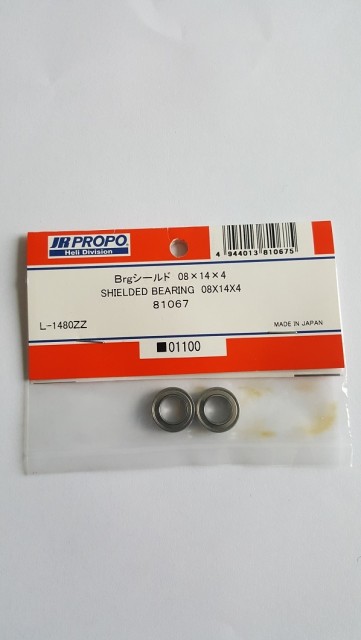 JR PROPO
Heli Division
4 944013 810675
Brgシールド 08×14×4
SHIELDED BEARING 08X14X4
81067
L-1480ZZ
MADE IN JAPAN
■01100